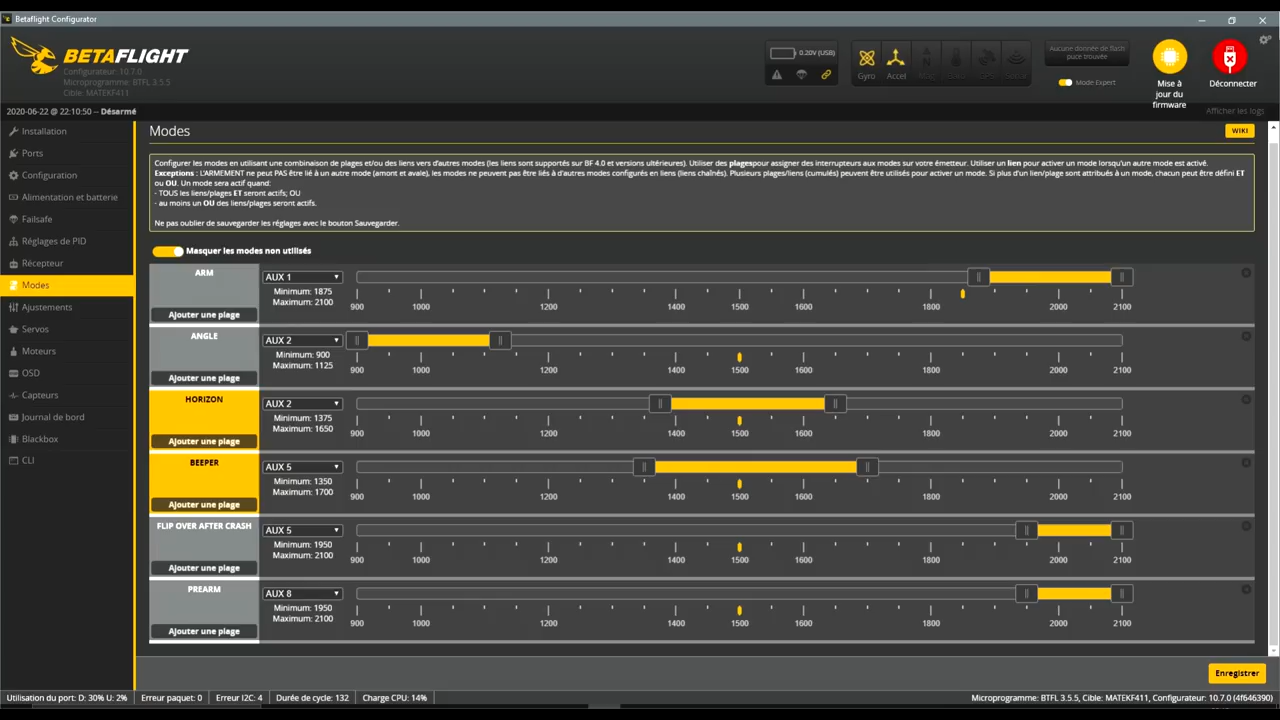 Betaflight Configurator
BETAFLIGHT
Configurateur: 10.7.0
Microprogramme: BTFL 3.5.5
Cible: MATEKF411
0.20V (USB)
Gyro
Accel
Aucune donnée de flash
puce trouvée
Mode Expert
Mise à
jour du
firmware
Déconnecter
2020-06-22 @ 22:10:50 -- Désarmé
Afficher les logs
Installation
Ports
Configuration
Alimentation et batterie
Failsafe
Réglages de PID
Récepteur
Modes
Ajustements
Servos
Moteurs
OSD
Capteurs
Journal de bord
Blackbox
CLI
Modes
WIKI
Configurer les modes en utilisant une combinaison de plages et/ou des liens vers d'autres modes (les liens sont supportés sur BF 4.0 et versions ultérieures). Utiliser des plagespour assigner des interrupteurs aux modes sur votre émetteur. Utiliser un lien pour activer un mode lorsqu'un autre mode est activé.
Exceptions : L'ARMEMENT ne peut PAS être lié à un autre mode (amont et avale), les modes ne peuvent pas être liés à d'autres modes configurés en liens (liens chaînés). Plusieurs plages/liens (cumulés) peuvent être utilisés pour activer un mode. Si plus d'un lien/plage sont attribués à un mode, chacun peut être défini ET
ou OU. Un mode sera actif quand:
- TOUS les liens/plages ET seront actifs; OU
- au moins un OU des liens/plages seront actifs.
Ne pas oublier de sauvegarder les réglages avec le bouton Sauvegarder.
Masquer les modes non utilisés
ARM
AUX 1
Minimum: 1875
Maximum: 2100
Ajouter une plage
900 1000 1200 1400 1500 1600 1800 2000 2100
ANGLE
AUX 2
Minimum: 900
Maximum: 1125
Ajouter une plage
900 1000 1200 1400 1500 1600 1800 2000 2100
HORIZON
AUX 2
Minimum: 1375
Maximum: 1650
Ajouter une plage
900 1000 1200 1400 1500 1600 1800 2000 2100
BEEPER
AUX 5
Minimum: 1350
Maximum: 1700
Ajouter une plage
900 1000 1200 1400 1500 1600 1800 2000 2100
FLIP OVER AFTER CRASH
AUX 5
Minimum: 1950
Maximum: 2100
Ajouter une plage
900 1000 1200 1400 1500 1600 1800 2000 2100
PREARM
AUX 8
Minimum: 1950
Maximum: 2100
Ajouter une plage
900 1000 1200 1400 1500 1600 1800 2000 2100
Enregistrer
Utilisation du port: D: 30% U: 2% Erreur paquet: 0 Erreur I2C: 4 Durée de cycle: 132 Charge CPU: 14% Microprogramme: BTFL 3.5.5, Cible: MATEKF411, Configurateur: 10.7.0 (4f646390)